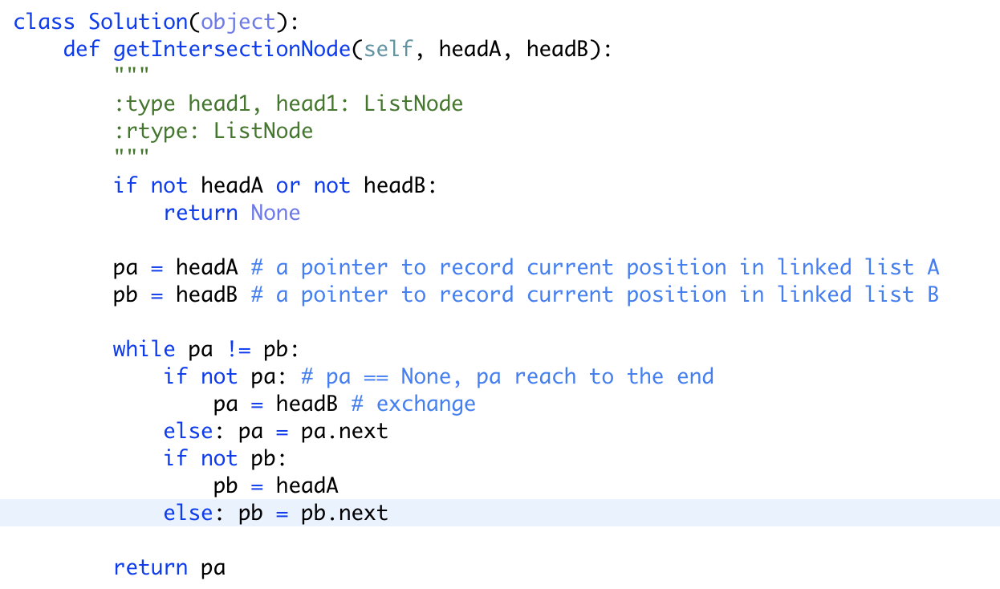 class Solution(object):
    def getIntersectionNode(self, headA, headB):
        """
        :type head1, head1: ListNode
        :rtype: ListNode
        """
        if not headA or not headB:
            return None

        pa = headA # a pointer to record current position in linked list A
        pb = headB # a pointer to record current position in linked list B

        while pa != pb:
            if not pa: # pa == None, pa reach to the end
                pa = headB # exchange
            else: pa = pa.next
            if not pb:
                pb = headA
            else: pb = pb.next

        return pa